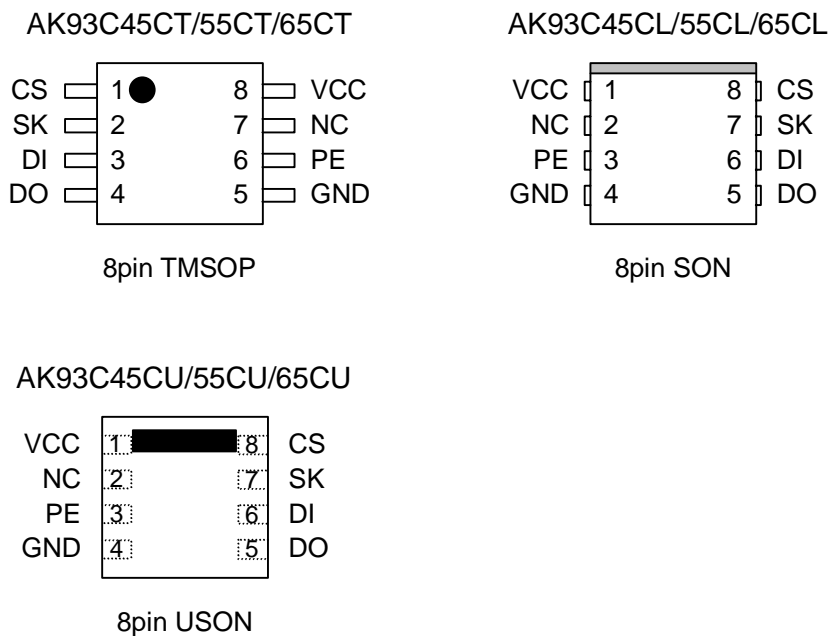 AK93C45CT/55CT/65CT
CS 1 8 VCC
SK 2 7 NC
DI 3 6 PE
DO 4 5 GND
8pin TMSOP
AK93C45CL/55CL/65CL
VCC 1 8 CS
NC 2 7 SK
PE 3 6 DI
GND 4 5 DO
8pin SON
AK93C45CU/55CU/65CU
VCC 1 8 CS
NC 2 7 SK
PE 3 6 DI
GND 4 5 DO
8pin USON